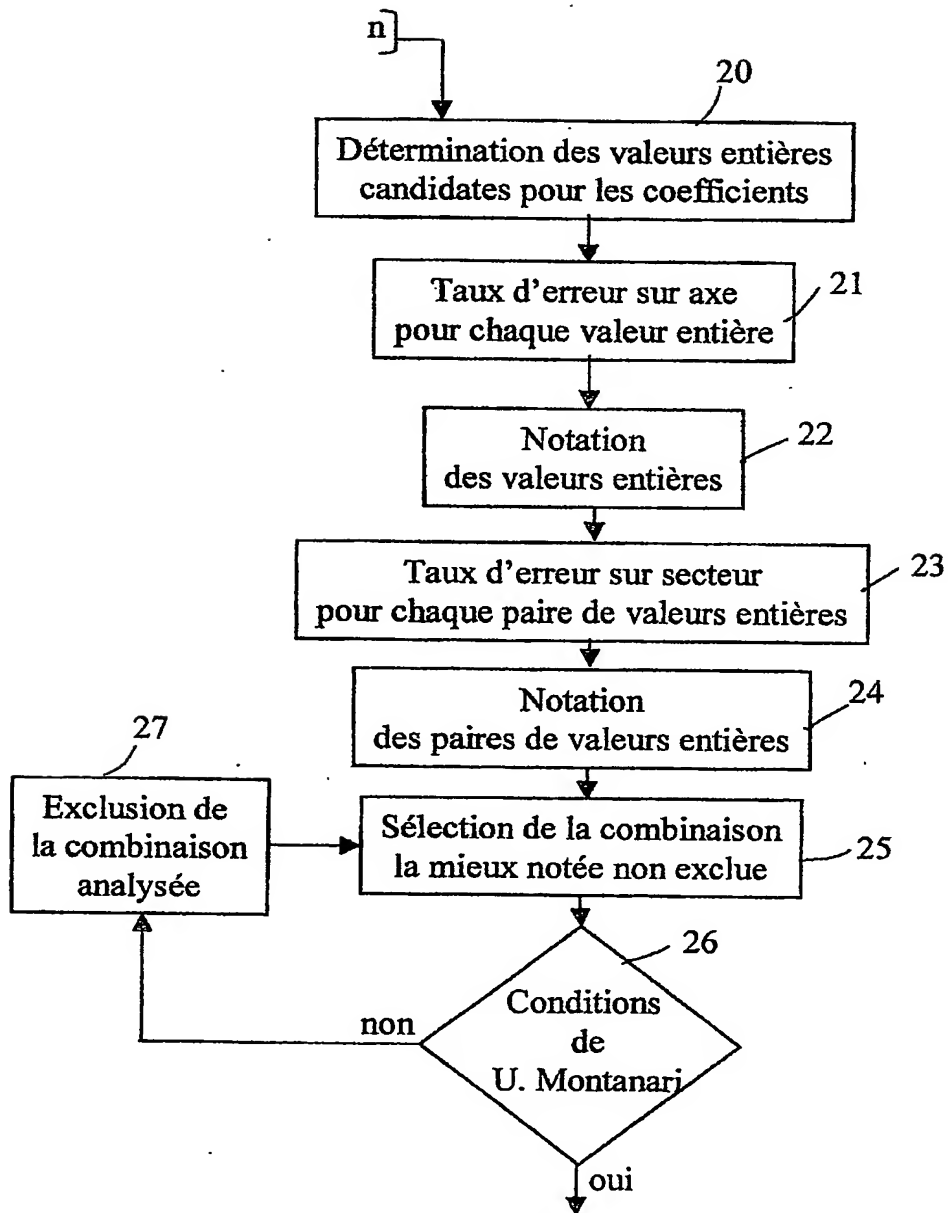 n
20
Détermination des valeurs entières
candidates pour les coefficients
Taux d'erreur sur axe
pour chaque valeur entière
21
Notation
des valeurs entières
22
Taux d'erreur sur secteur
pour chaque paire de valeurs entières
23
Notation
des paires de valeurs entières
24
27
Exclusion de
la combinaison
analysée
Sélection de la combinaison
la mieux notée non exclue
25
26
Conditions
de
U. Montanari
non
oui